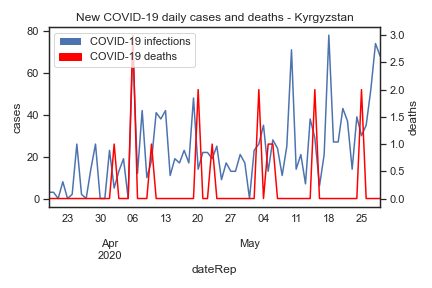 New COVID-19 daily cases and deaths - Kyrgyzstan
COVID-19 infections
COVID-19 deaths
80
60
40
20
0
cases
3.0
2.5
2.0
1.5
1.0
0.5
0.0
deaths
23 30 06 13 20 27 04 11 18 25
Apr May
2020
dateRep